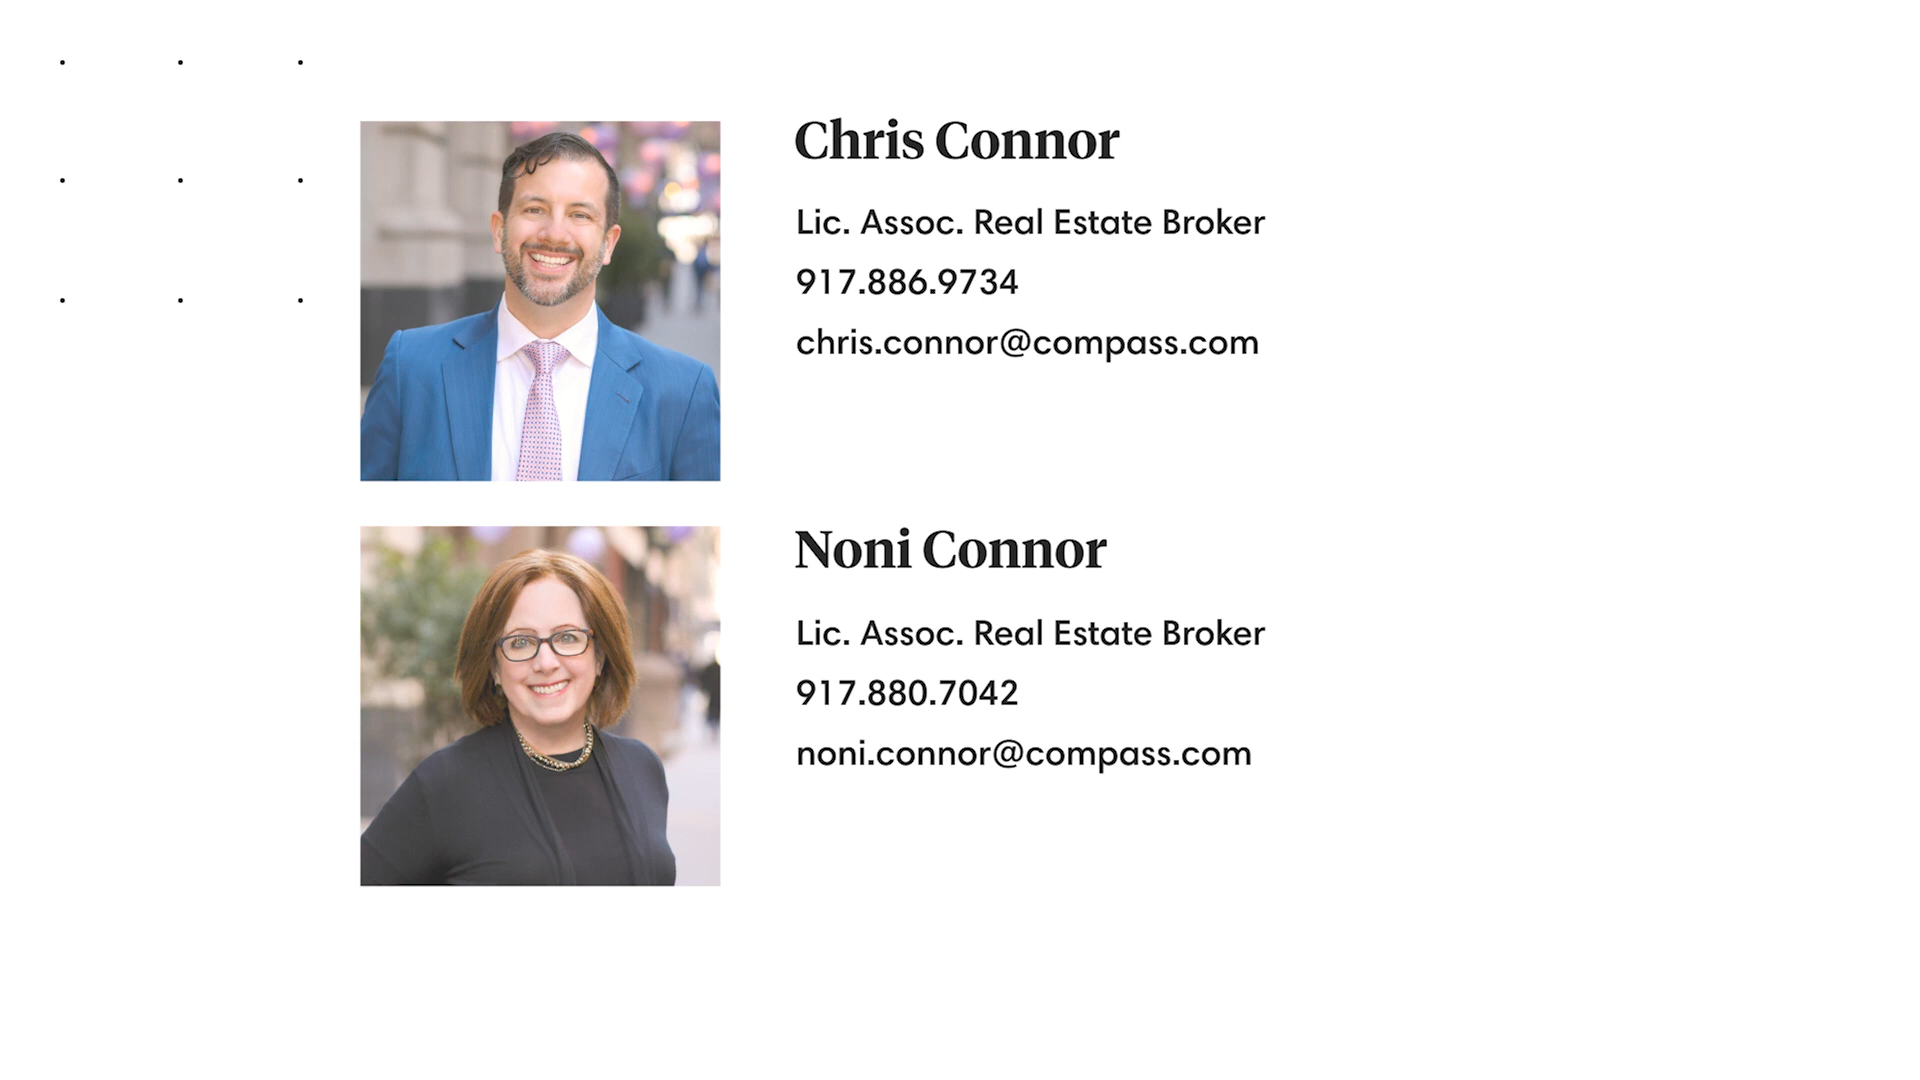 Chris Connor
Lic. Assoc. Real Estate Broker
917.886.9734
chris.connor@compass.com
Noni Connor
Lic. Assoc. Real Estate Broker
917.880.7042
noni.connor@compass.com